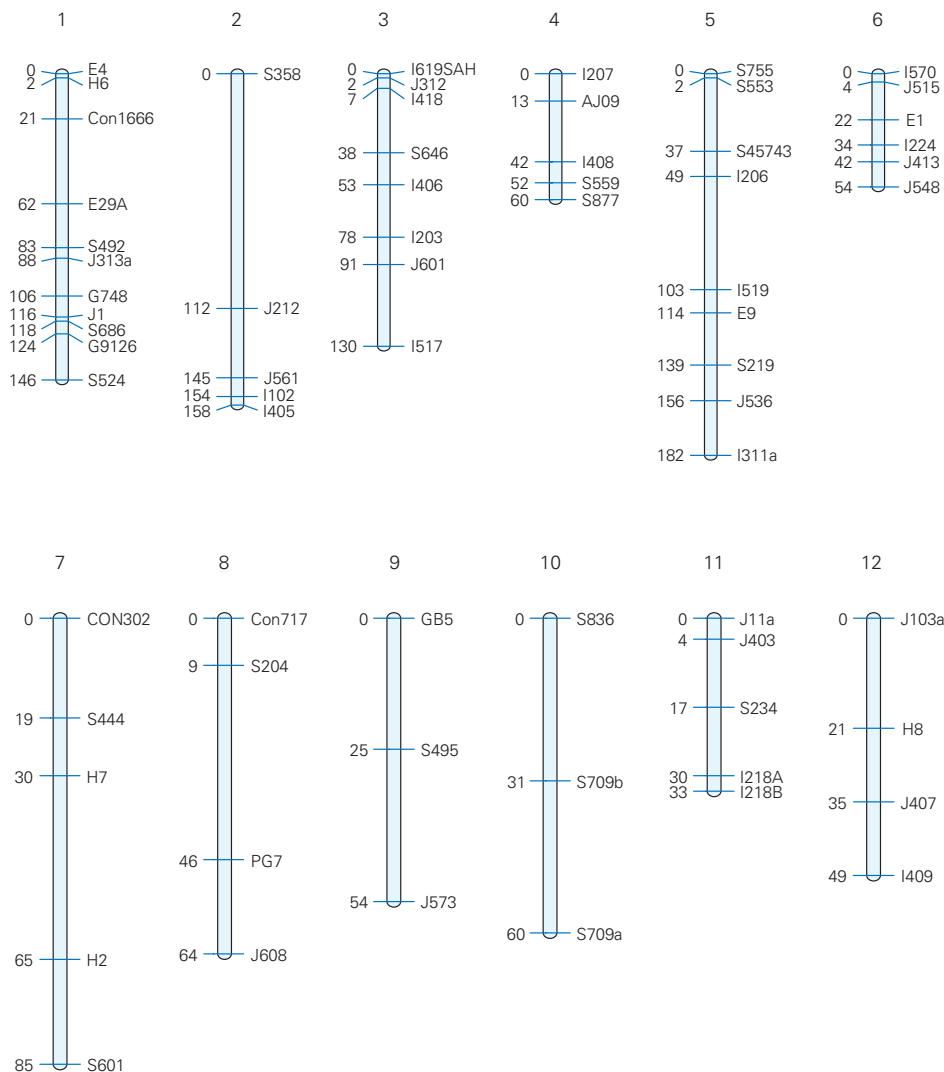 1 2 3 4 5 6
0 E4
2 H6
21 Con1666
62 E29A
83 S492
88 J313a
106 G748
116 J1
118 S686
124 G9126
146 S524
0 S358
112 J212
145 J561
154 I102
158 I405
0 I619SAH
2 J312
7 I418
38 S646
53 I406
78 I203
91 J601
130 I517
0 I207
13 AJ09
42 I408
52 S559
60 S877
0 S755
2 S553
37 S45743
49 I206
103 I519
114 E9
139 S219
156 J536
182 I311a
0 I570
4 J515
22 E1
34 I224
42 J413
54 J548
7 8 9 10 11 12
0 CON302
19 S444
30 H7
65 H2
85 S601
0 Con717
9 S204
46 PG7
64 J608
0 GB5
25 S495
54 J573
0 S836
31 S709b
60 S709a
0 J11a
4 J403
17 S234
30 I218A
33 I218B
0 J103a
21 H8
35 J407
49 I409